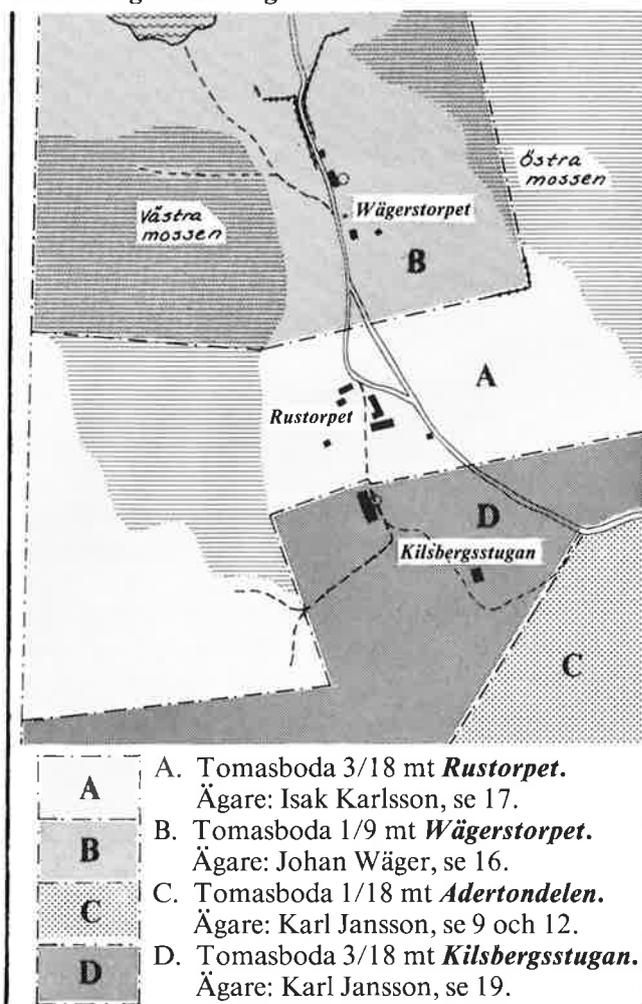 Östra
mossen
Västra
mossen
Wägerstorpet
B
A
Rustorpet
D
Kilsbergsstugan
C
A A. Tomasboda 3/18 mt Rustorpet.
Ägare: Isak Karlsson, se 17.
B B. Tomasboda 1/9 mt Wägerstorpet.
Ägare: Johan Wäger, se 16.
C C. Tomasboda 1/18 mt Adertondelen.
Ägare: Karl Jansson, se 9 och 12.
D D. Tomasboda 3/18 mt Kilsbergsstugan.
Ägare: Karl Jansson, se 19.